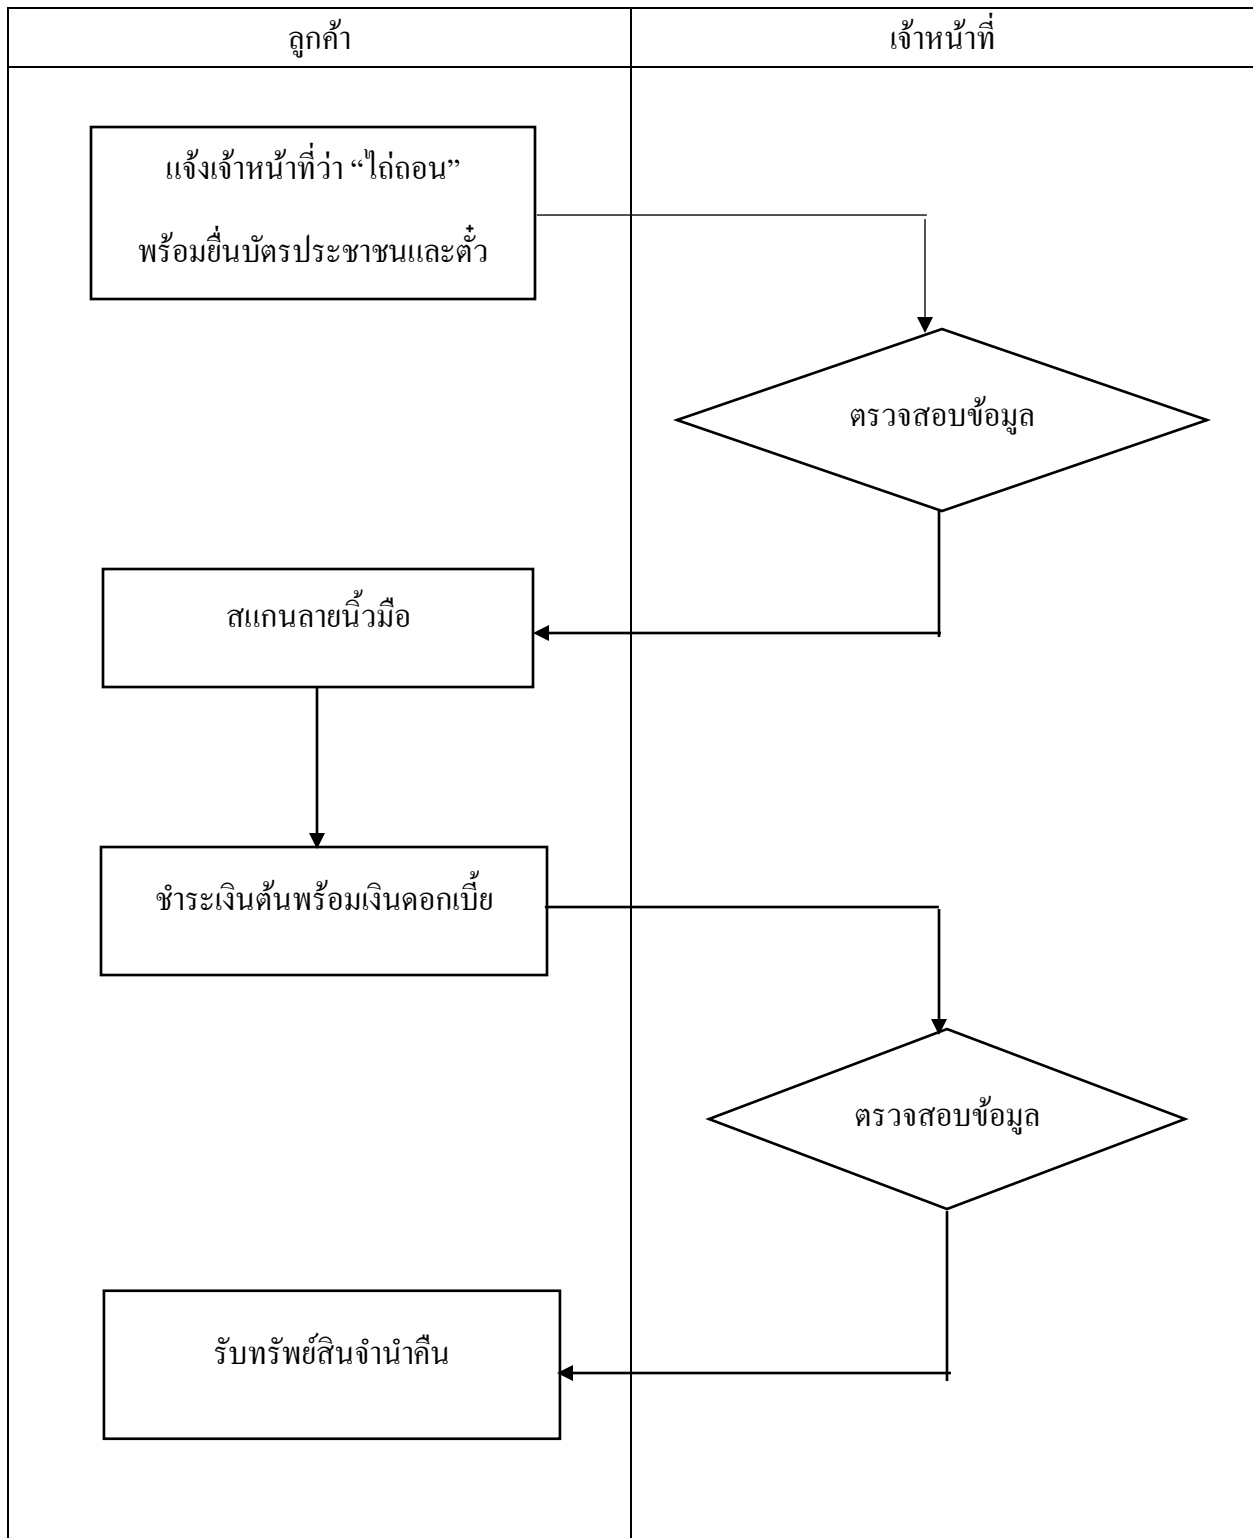 ลูกค้า
เจ้าหน้าที่
แจ้งเจ้าหน้าที่ว่า “ไถ่ถอน”
พร้อมยื่นบัตรประชาชนและตั๋ว
ตรวจสอบข้อมูล
สแกนลายนิ้วมือ
ชำระเงินต้นพร้อมเงินดอกเบี้ย
ตรวจสอบข้อมูล
รับทรัพย์สินจำนำคืน